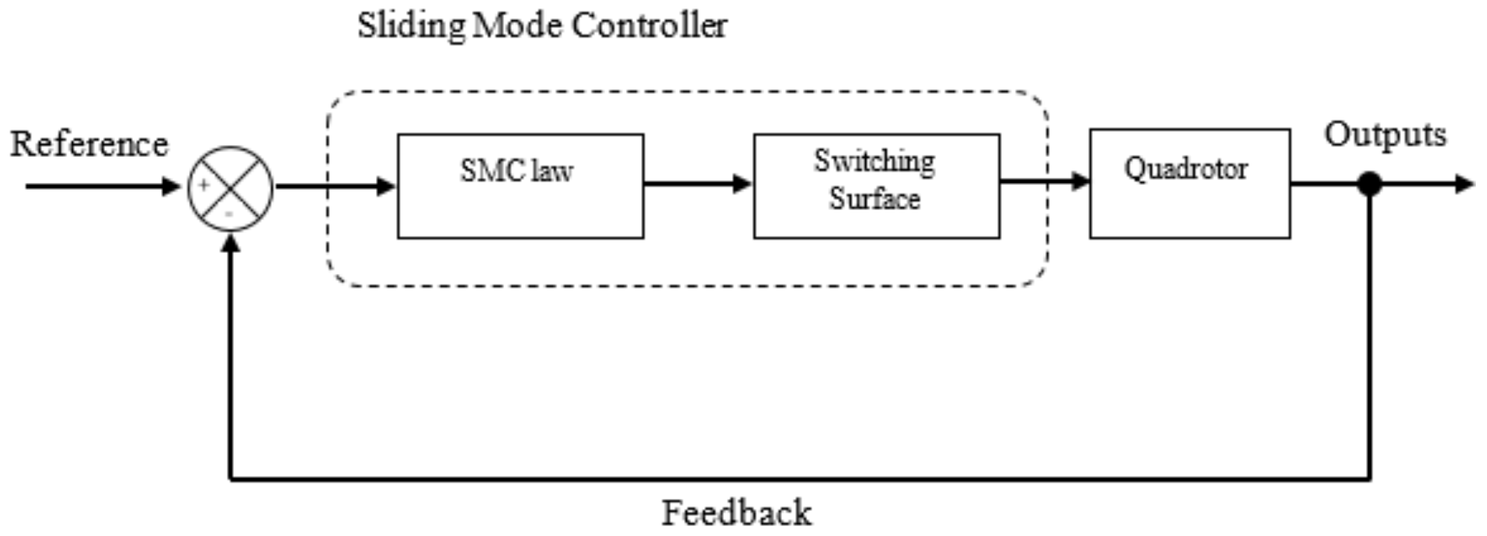 Sliding Mode Controller
Reference
Outputs
SMC law
Switching
Surface
Quadrotor
+
-
Feedback